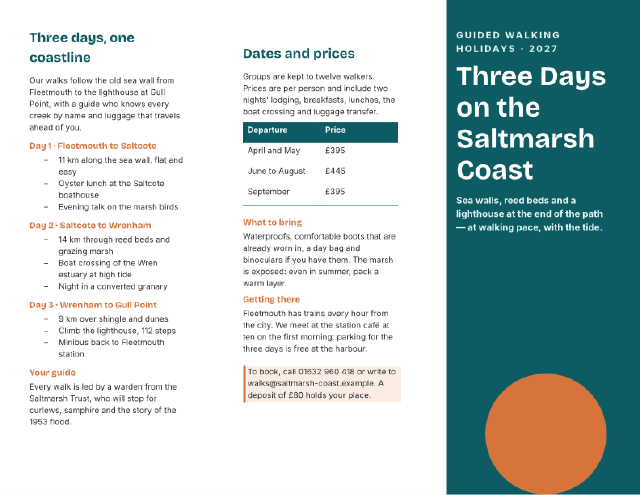 Three days, one
coastline
Our walks follow the old sea wall from
Fleetmouth to the lighthouse at Gull
Point, with a guide who knows every
creek by name and luggage that travels
ahead of you.
Day 1 · Fleetmouth to Saltcote
– 11 km along the sea wall, flat and
easy
– Oyster lunch at the Saltcote
boathouse
– Evening talk on the marsh birds
Day 2 · Saltcote to Wrenham
– 14 km through reed beds and
grazing marsh
– Boat crossing of the Wren
estuary at high tide
– Night in a converted granary
Day 3 · Wrenham to Gull Point
– 9 km over shingle and dunes
– Climb the lighthouse, 112 steps
– Minibus back to Fleetmouth
station
Your guide
Every walk is led by a warden from the
Saltmarsh Trust, who will stop for
curlews, samphire and the story of the
1953 flood.
Dates and prices
Groups are kept to twelve walkers.
Prices are per person and include two
nights' lodging, breakfasts, lunches, the
boat crossing and luggage transfer.
Departure Price
April and May £395
June to August £445
September £395
What to bring
Waterproofs, comfortable boots that are
already worn in, a day bag and
binoculars if you have them. The marsh
is exposed: even in summer, pack a
warm layer.
Getting there
Fleetmouth has trains every hour from
the city. We meet at the station café at
ten on the first morning; parking for the
three days is free at the harbour.
To book, call 01632 960 418 or write to
walks@saltmarsh-coast.example. A
deposit of £80 holds your place.
GUIDED WALKING
HOLIDAYS · 2027
Three Days
on the
Saltmarsh
Coast
Sea walls, reed beds and a
lighthouse at the end of the path
— at walking pace, with the tide.